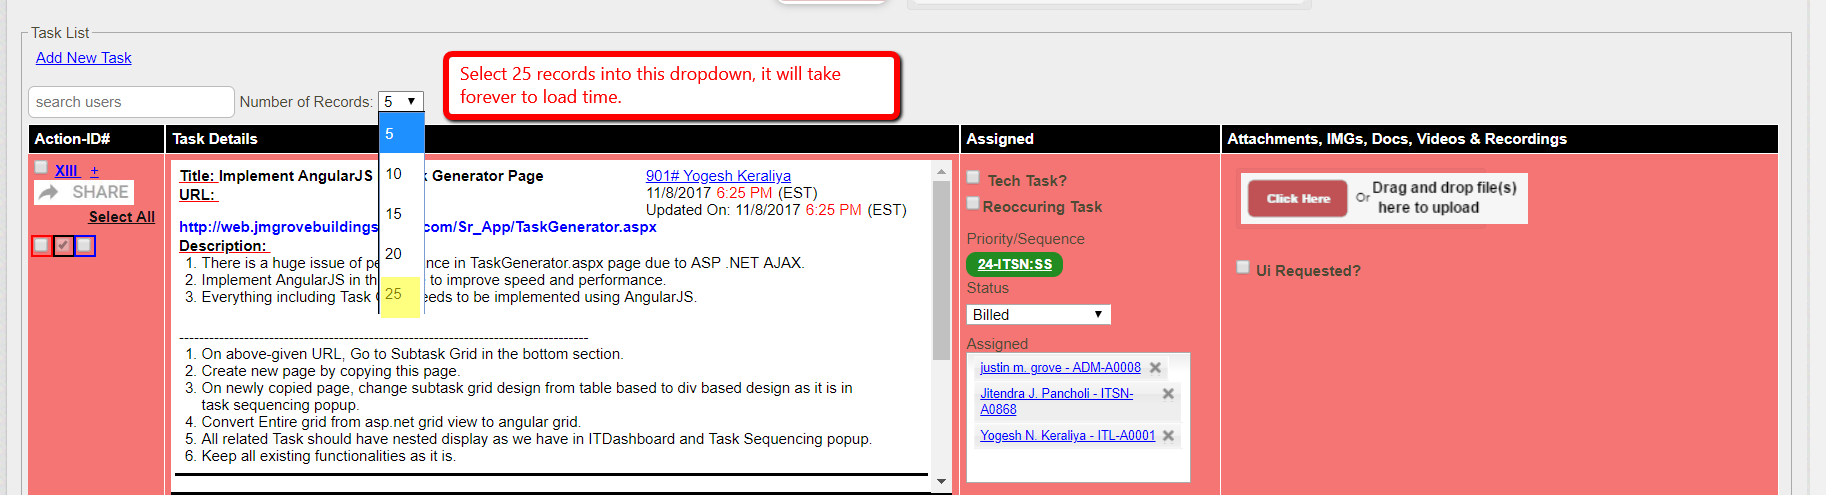 Task List
Add New Task
Select 25 records into this dropdown, it will take
forever to load time.
search users Number of Records: 5
5
10
15
20
25
Action-ID# Task Details Assigned Attachments, IMGs, Docs, Videos & Recordings
XIII +
SHARE
Select All
Title: Implement AngularJS k Generator Page
URL:
901# Yogesh Keraliya
11/8/2017 6:25 PM (EST)
Updated On: 11/8/2017 6:25 PM (EST)
http://web.jmgrovebuildings com/Sr_App/TaskGenerator.aspx
Description:
1. There is a huge issue of pe nce in TaskGenerator.aspx page due to ASP .NET AJAX.
2. Implement AngularJS in th to improve speed and performance.
3. Everything including Task eeds to be implemented using AngularJS.
--------------------------------------------------------------------------------------
1. On above-given URL, Go to Subtask Grid in the bottom section.
2. Create new page by copying this page.
3. On newly copied page, change subtask grid design from table based to div based design as it is in
task sequencing popup.
4. Convert Entire grid from asp.net grid view to angular grid.
5. All related Task should have nested display as we have in ITDashboard and Task Sequencing popup.
6. Keep all existing functionalities as it is.
Tech Task?
Reoccuring Task
Priority/Sequence
24-ITSN:SS
Status
Billed
Assigned
justin m. grove - ADM-A0008
Jitendra J. Pancholi - ITSN-
A0868
Yogesh N. Keraliya - ITL-A0001
Click Here Or Drag and drop file(s)
here to upload
Ui Requested?